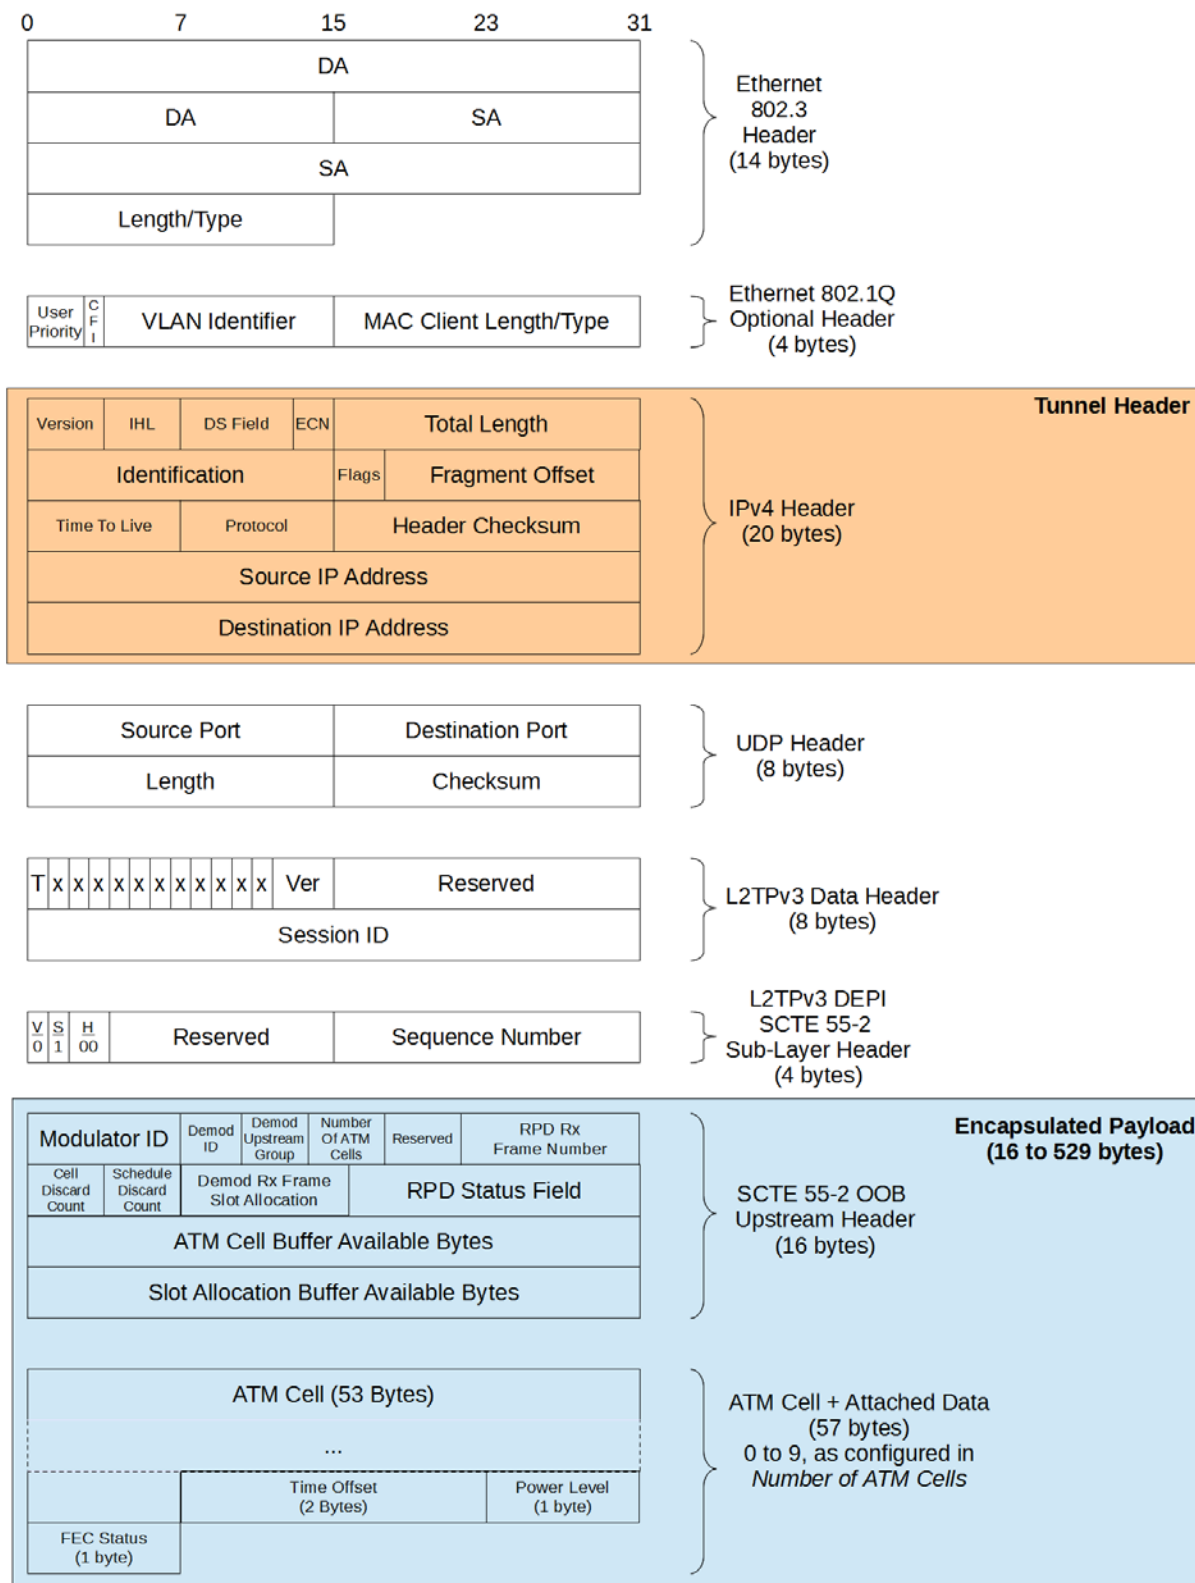 0 7 15 23 31
DA
DA SA
SA
Length/Type
Ethernet
802.3
Header
(14 bytes)
User
Priority
C
F
I
VLAN Identifier
MAC Client Length/Type
Ethernet 802.1Q
Optional Header
(4 bytes)
Tunnel Header
Version IHL DS Field ECN Total Length
Identification Flags Fragment Offset
Time To Live Protocol Header Checksum
Source IP Address
Destination IP Address
IPv4 Header
(20 bytes)
Source Port Destination Port
Length Checksum
UDP Header
(8 bytes)
T x x x x x x x x x x x Ver Reserved
Session ID
L2TPv3 Data Header
(8 bytes)
V
0
S
1
H
00
Reserved
Sequence Number
L2TPv3 DEPI
SCTE 55-2
Sub-Layer Header
(4 bytes)
Encapsulated Payload
(16 to 529 bytes)
Modulator ID
Demod
ID
Demod
Upstream
Group
Number
Of ATM
Cells
Reserved
RPD Rx
Frame Number
Cell
Discard
Count
Schedule
Discard
Count
Demod Rx Frame
Slot Allocation
RPD Status Field
ATM Cell Buffer Available Bytes
Slot Allocation Buffer Available Bytes
SCTE 55-2 OOB
Upstream Header
(16 bytes)
ATM Cell (53 Bytes)
...
Time Offset
(2 Bytes)
Power Level
(1 byte)
FEC Status
(1 byte)
ATM Cell + Attached Data
(57 bytes)
0 to 9, as configured in
Number of ATM Cells